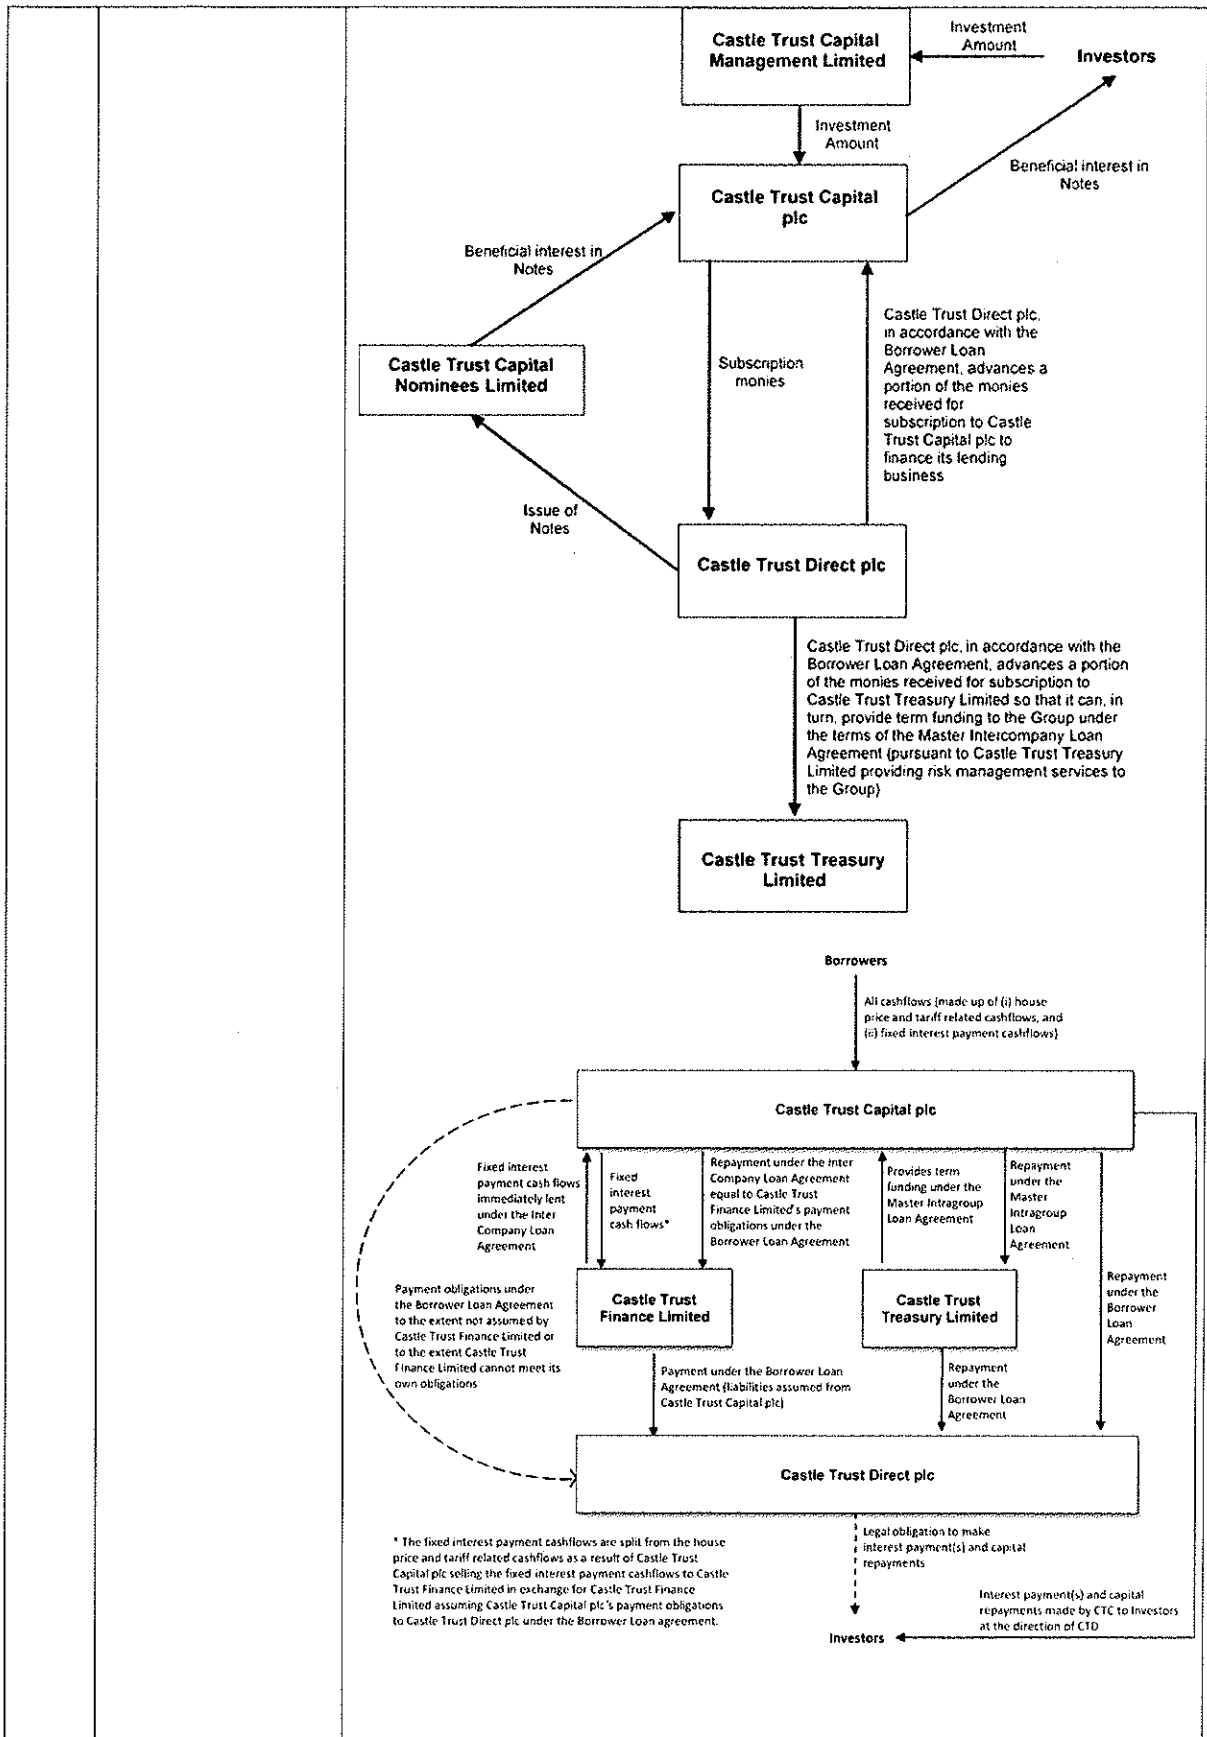 Castle Trust Capital
Management Limited
Investment
Amount
Investors
Investment
Amount
Beneficial interest in
Notes
Castle Trust Capital
plc
Beneficial interest in
Notes
Castle Trust Capital
Nominees Limited
Subscription
monies
Castle Trust Direct plc,
in accordance with the
Borrower Loan
Agreement, advances a
portion of the monies
received for
subscription to Castle
Trust Capital plc to
finance its lending
business
Issue of
Notes
Castle Trust Direct plc
Castle Trust Direct plc, in accordance with the
Borrower Loan Agreement, advances a portion
of the monies received for subscription to
Castle Trust Treasury Limited so that it can, in
turn, provide term funding to the Group under
the terms of the Master Intercompany Loan
Agreement (pursuant to Castle Trust Treasury
Limited providing risk management services to
the Group)
Castle Trust Treasury
Limited
Borrowers
All cashflows (made up of (i) house
price and tariff related cashflows, and
(ii) fixed interest payment cashflows)
Castle Trust Capital plc
Fixed interest
payment cash flows
immediately lent
under the Inter
Company Loan
Agreement
Fixed
interest
payment
cash flows*
Repayment under the Inter
Company Loan Agreement
equal to Castle Trust
Finance Limited's payment
obligations under the
Borrower Loan Agreement
Provides term
funding under the
Master Intragroup
Loan Agreement
Repayment
under the
Master
Intragroup
Loan
Agreement
Repayment
under the
Borrower
Loan
Agreement
Castle Trust
Finance Limited
Castle Trust
Treasury Limited
Payment obligations under
the Borrower Loan Agreement
to the extent not assumed by
Castle Trust Finance Limited or
to the extent Castle Trust
Finance Limited cannot meet its
own obligations
Payment under the Borrower Loan
Agreement (liabilities assumed from
Castle Trust Capital plc)
Repayment
under the
Borrower Loan
Agreement
Castle Trust Direct plc
* The fixed interest payment cashflows are split from the house
price and tariff related cashflows as a result of Castle Trust
Capital plc selling the fixed interest payment cashflows to Castle
Trust Finance Limited in exchange for Castle Trust Finance
Limited assuming Castle Trust Capital plc's payment obligations
to Castle Trust Direct plc under the Borrower Loan agreement.
Legal obligation to make
interest payment(s) and capital
repayments
Interest payment(s) and capital
repayments made by CTC to Investors
at the direction of CTD
Investors